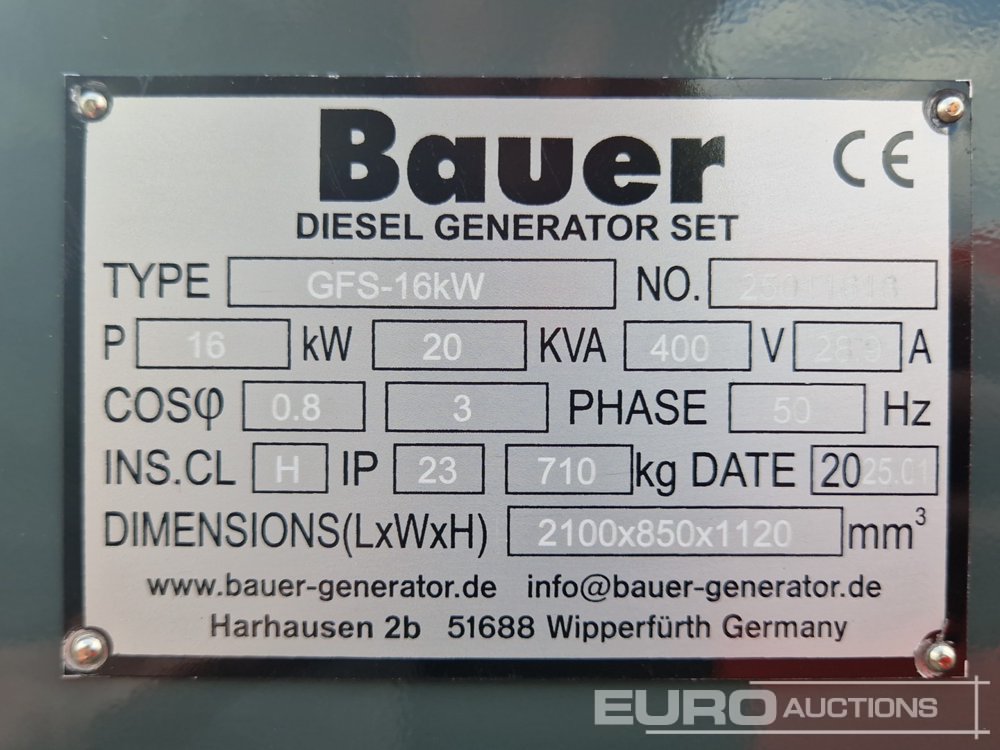 Bauer CE
DIESEL GENERATOR SET
TYPE GFS-16kW NO.
P 16 kW 20 KVA 400 V 28.9 A
COSφ 0.8 3 PHASE 50 Hz
INS.CL H IP 23 710 kg DATE 2025.01
DIMENSIONS(LxWxH) 2100x850x1120 mm³
www.bauer-generator.de info@bauer-generator.de
Harhausen 2b 51688 Wipperfürth Germany
EURO AUCTIONS